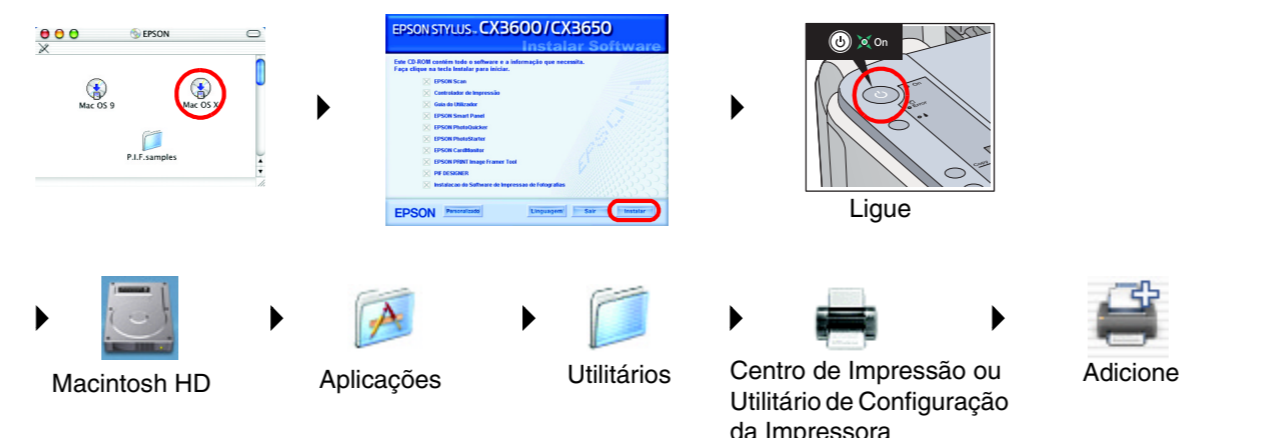 EPSON
Mac OS 9
Mac OS X
P.I.F.samples
EPSON STYLUS CX3600/CX3650
Instalar Software
Este CD-ROM contém todo o software e a informação que necessita.
Faça clique na tecla Instalar para iniciar.
EPSON Scan
Controlador de Impressão
Guia do Utilizador
EPSON Smart Panel
EPSON PhotoQuicker
EPSON PhotoStarter
EPSON CardMonitor
EPSON PRINT Image Framer Tool
PIF DESIGNER
Instalacao do Software de Impressao de Fotografias
EPSON
Personalizado
Linguagem
Sair
Instalar
On
Ligue
Macintosh HD
Aplicações
Utilitários
Centro de Impressão ou
Utilitário de Configuração
da Impressora
Adicione